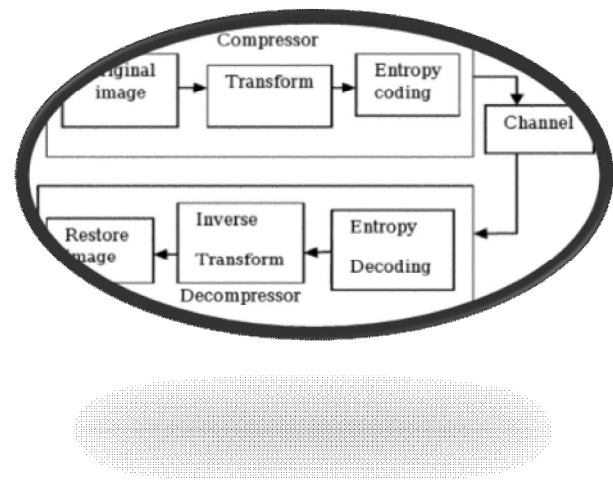 Compressor
image
Transform
Entropy
coding
Channel
Restore
Inverse
Transform
Entropy
Decoding
Decompressor